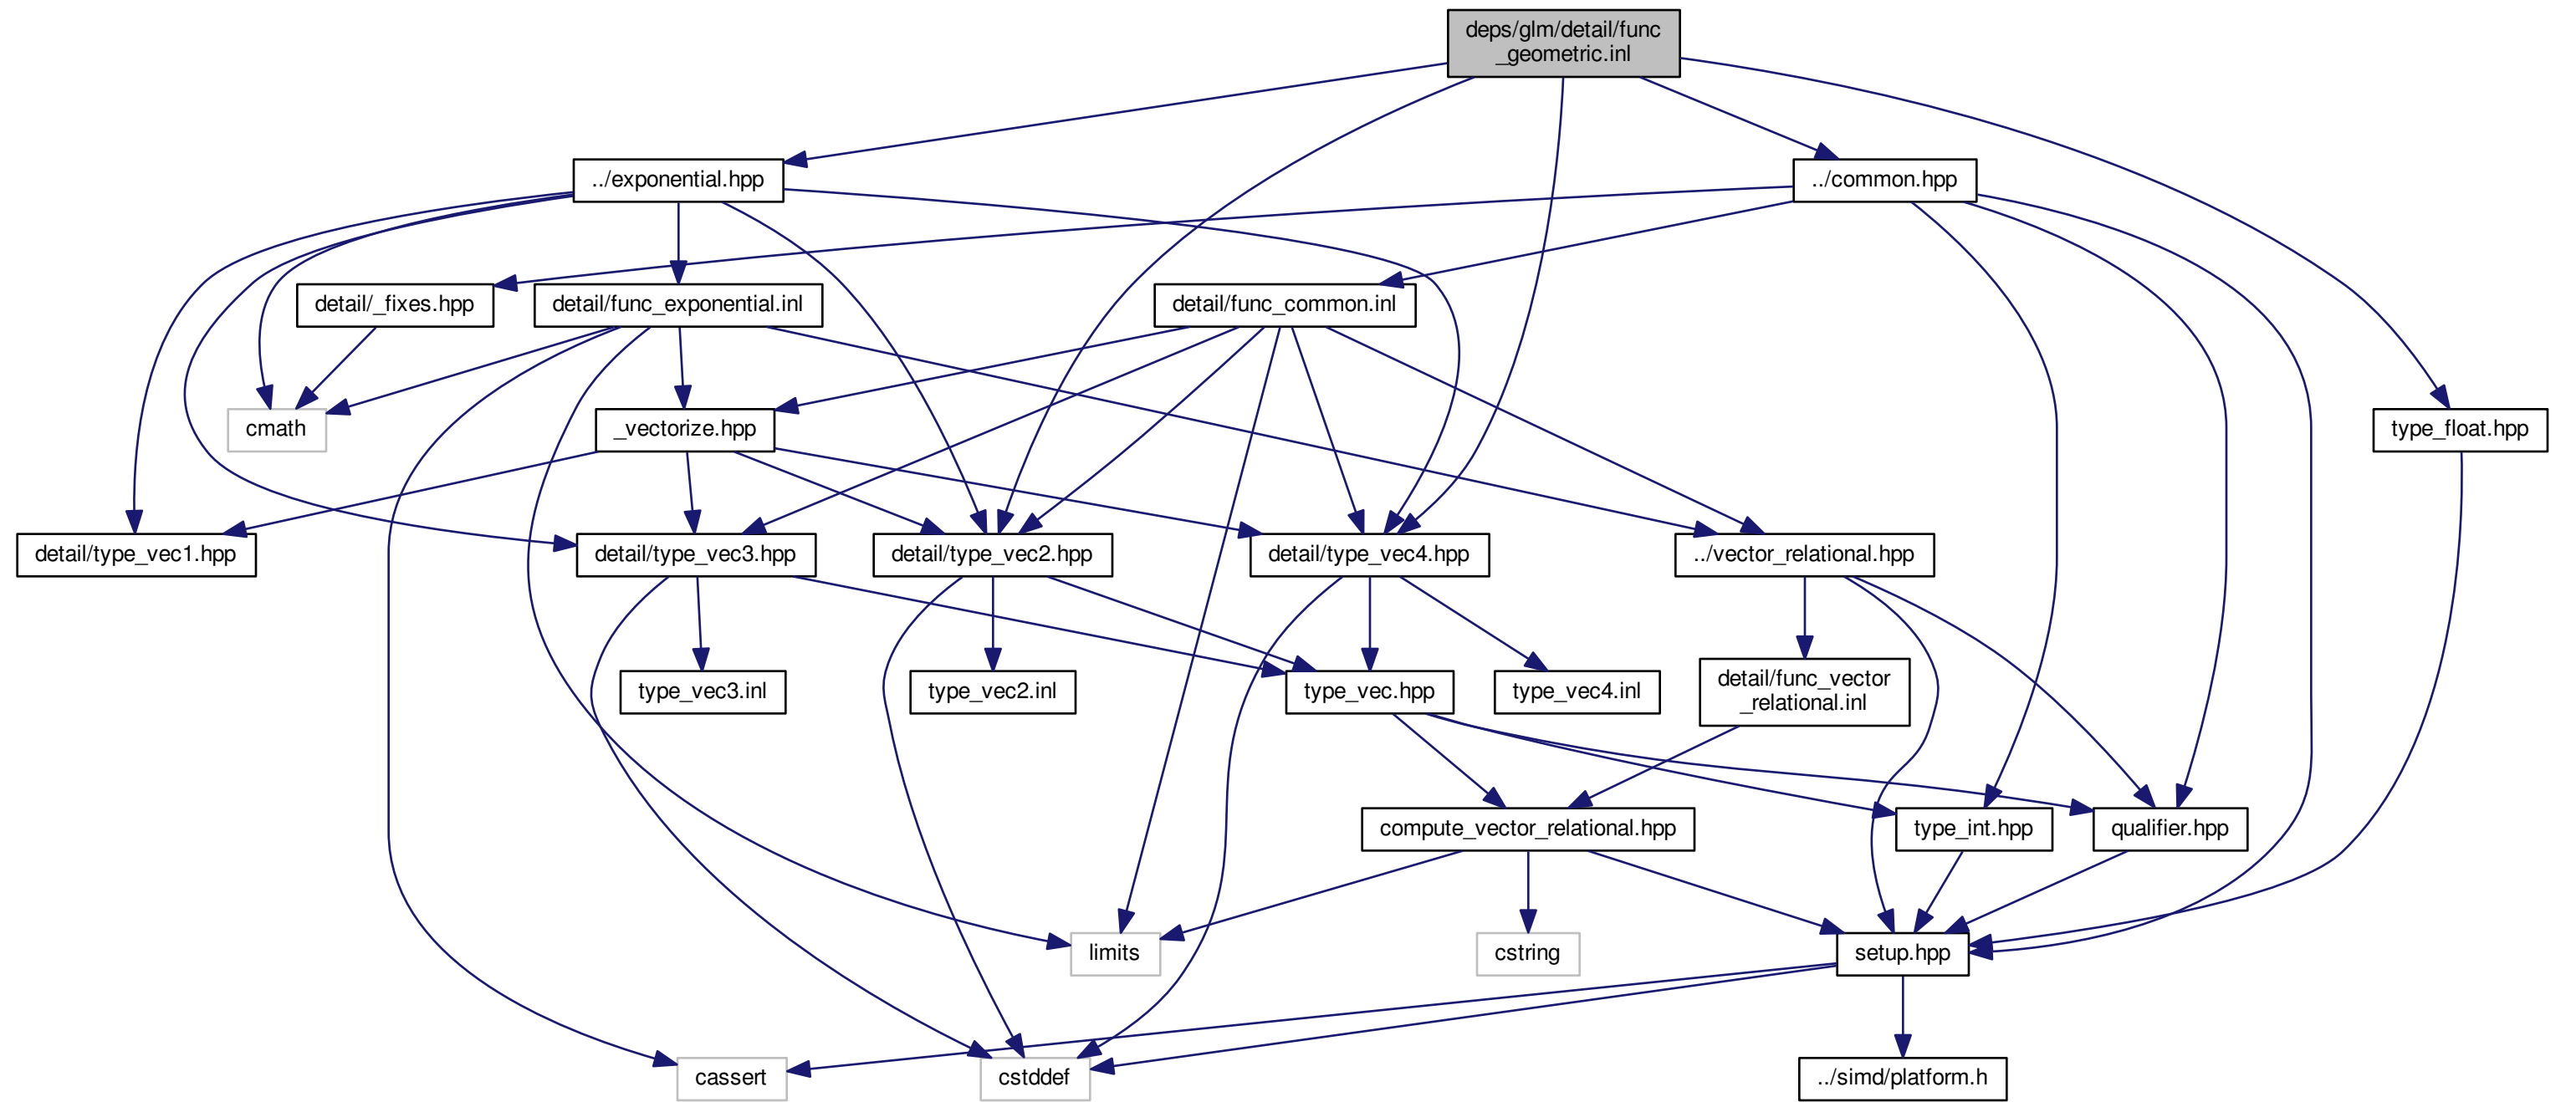 deps/glm/detail/func
_geometric.inl
../exponential.hpp
../common.hpp
detail/_fixes.hpp
detail/func_exponential.inl
detail/func_common.inl
cmath
_vectorize.hpp
type_float.hpp
detail/type_vec1.hpp
detail/type_vec3.hpp
detail/type_vec2.hpp
detail/type_vec4.hpp
../vector_relational.hpp
type_vec3.inl
type_vec2.inl
type_vec.hpp
type_vec4.inl
detail/func_vector
_relational.inl
compute_vector_relational.hpp
type_int.hpp
qualifier.hpp
limits
cstring
setup.hpp
cassert
cstddef
../simd/platform.h